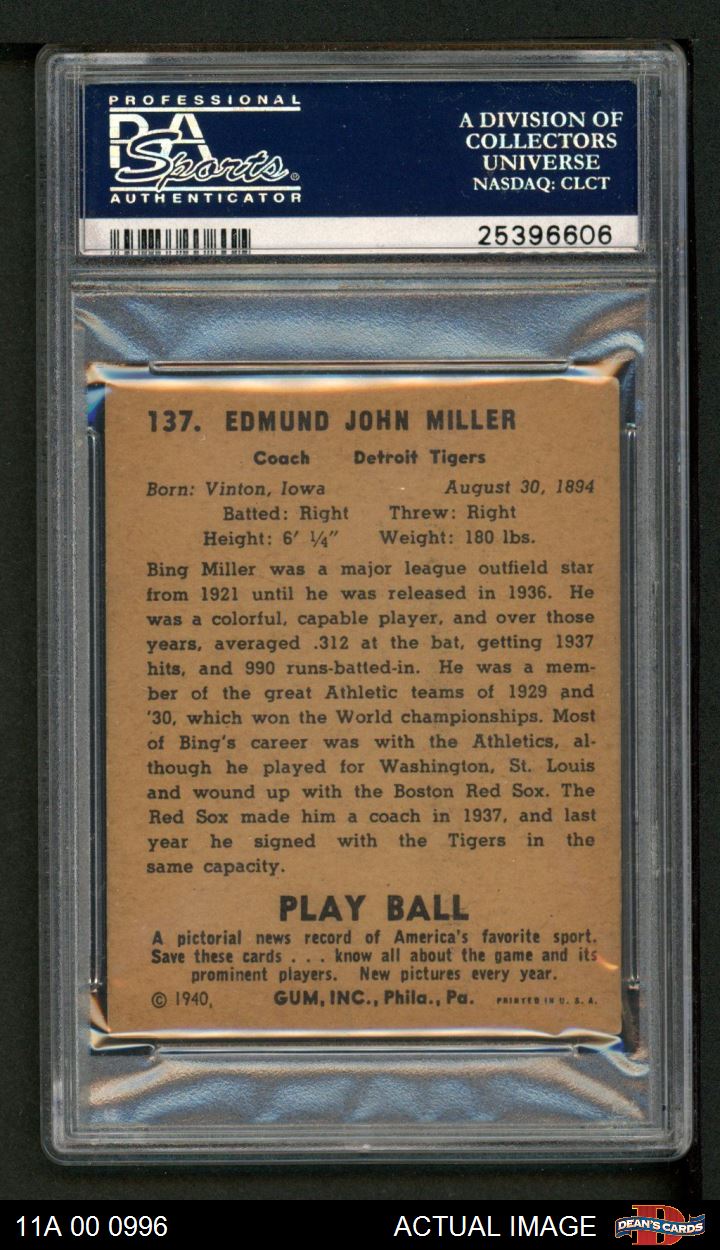 PROFESSIONAL
PSA
Sports®
AUTHENTICATOR
A DIVISION OF
COLLECTORS
UNIVERSE
NASDAQ: CLCT
25396606
137. EDMUND JOHN MILLER
Coach Detroit Tigers
Born: Vinton, Iowa August 30, 1894
Batted: Right Threw: Right
Height: 6' ¼" Weight: 180 lbs.
Bing Miller was a major league outfield star
from 1921 until he was released in 1936. He
was a colorful, capable player, and over those
years, averaged .312 at the bat, getting 1937
hits, and 990 runs-batted-in. He was a mem-
ber of the great Athletic teams of 1929 and
'30, which won the World championships. Most
of Bing's career was with the Athletics, al-
though he played for Washington, St. Louis
and wound up with the Boston Red Sox. The
Red Sox made him a coach in 1937, and last
year he signed with the Tigers in the
same capacity.
PLAY BALL
A pictorial news record of America's favorite sport.
Save these cards . . . know all about the game and its
prominent players. New pictures every year.
© 1940, GUM, INC., Phila., Pa. PRINTED IN U. S. A.
11A 00 0996 ACTUAL IMAGE D DEAN'S CARDS